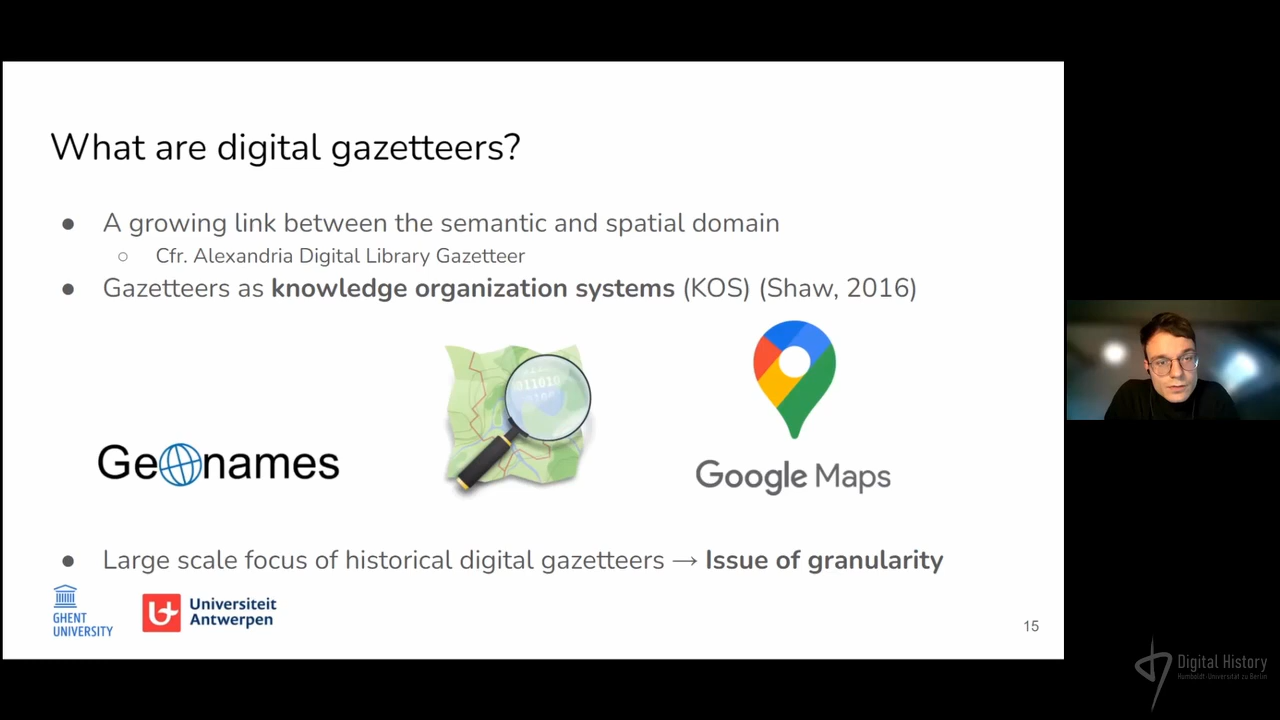 What are digital gazetteers?
● A growing link between the semantic and spatial domain
○ Cfr. Alexandria Digital Library Gazetteer
● Gazetteers as knowledge organization systems (KOS) (Shaw, 2016)
011010
Geonames
Google Maps
● Large scale focus of historical digital gazetteers → Issue of granularity
GHENT
UNIVERSITY
Universiteit
Antwerpen
15
Digital History
Humboldt-Universität zu Berlin